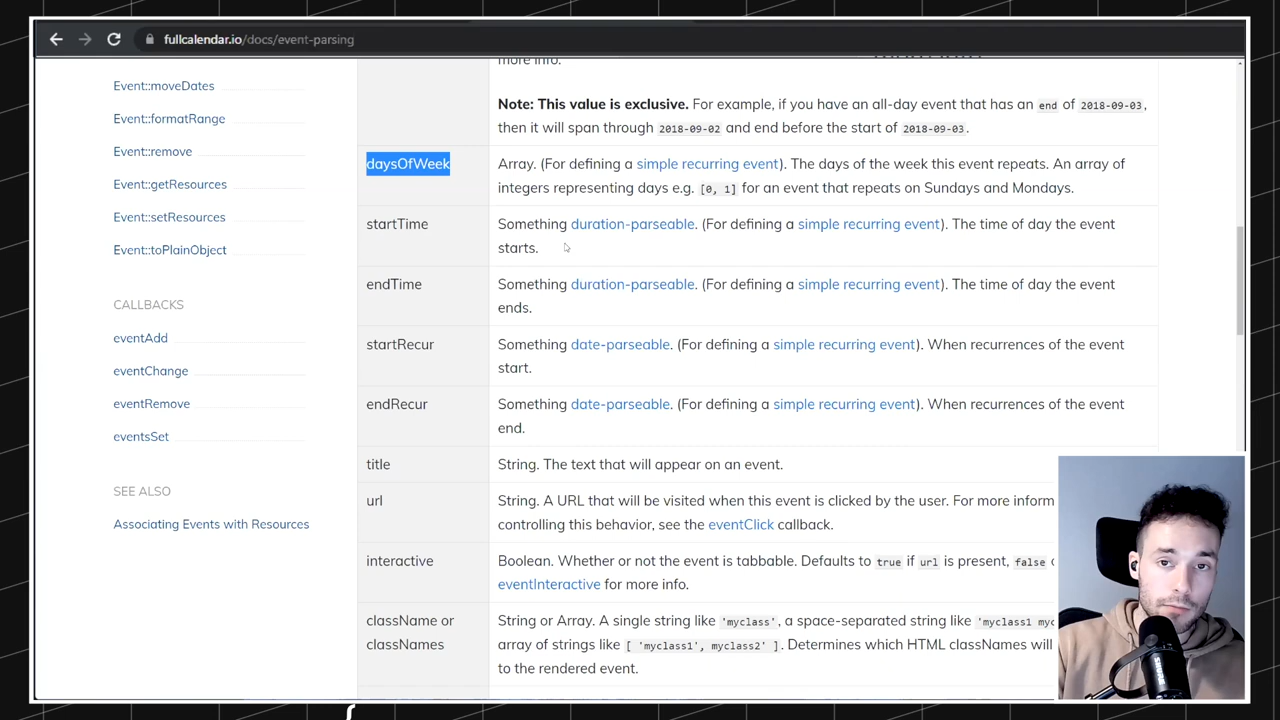 fullcalendar.io/docs/event-parsing
more info.
Event::moveDates
Note: This value is exclusive. For example, if you have an all-day event that has an end of 2018-09-03,
Event::formatRange
then it will span through 2018-09-02 and end before the start of 2018-09-03.
Event::remove
daysOfWeek
Array. (For defining a simple recurring event). The days of the week this event repeats. An array of
Event::getResources
integers representing days e.g. [0, 1] for an event that repeats on Sundays and Mondays.
Event::setResources
startTime
Something duration-parseable. (For defining a simple recurring event). The time of day the event
Event::toPlainObject
starts.
endTime
Something duration-parseable. (For defining a simple recurring event). The time of day the event
CALLBACKS
ends.
eventAdd
startRecur
Something date-parseable. (For defining a simple recurring event). When recurrences of the event
eventChange
start.
eventRemove
endRecur
Something date-parseable. (For defining a simple recurring event). When recurrences of the event
eventsSet
end.
title
String. The text that will appear on an event.
SEE ALSO
url
String. A URL that will be visited when this event is clicked by the user. For more inform
Associating Events with Resources
controlling this behavior, see the eventClick callback.
interactive
Boolean. Whether or not the event is tabbable. Defaults to true if url is present, false
eventInteractive for more info.
className or
String or Array. A single string like 'myclass', a space-separated string like 'myclass1 myc
classNames
array of strings like [ 'myclass1', myclass2' ]. Determines which HTML classNames will
to the rendered event.
{